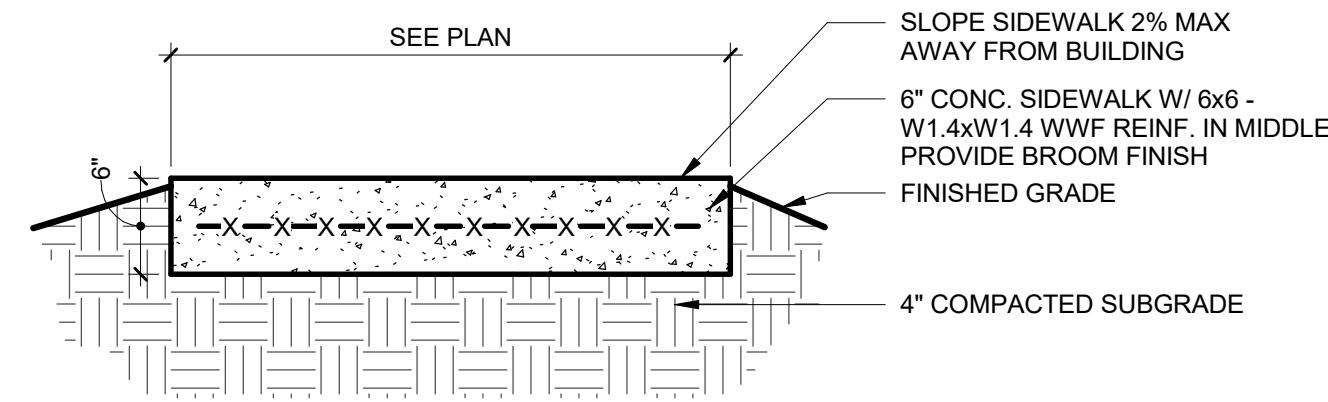 SEE PLAN
SLOPE SIDEWALK 2% MAX
AWAY FROM BUILDING
6" CONC. SIDEWALK W/ 6x6 -
W1.4xW1.4 WWF REINF. IN MIDDLE
PROVIDE BROOM FINISH
6"
FINISHED GRADE
X X X X X X X X X X
4" COMPACTED SUBGRADE